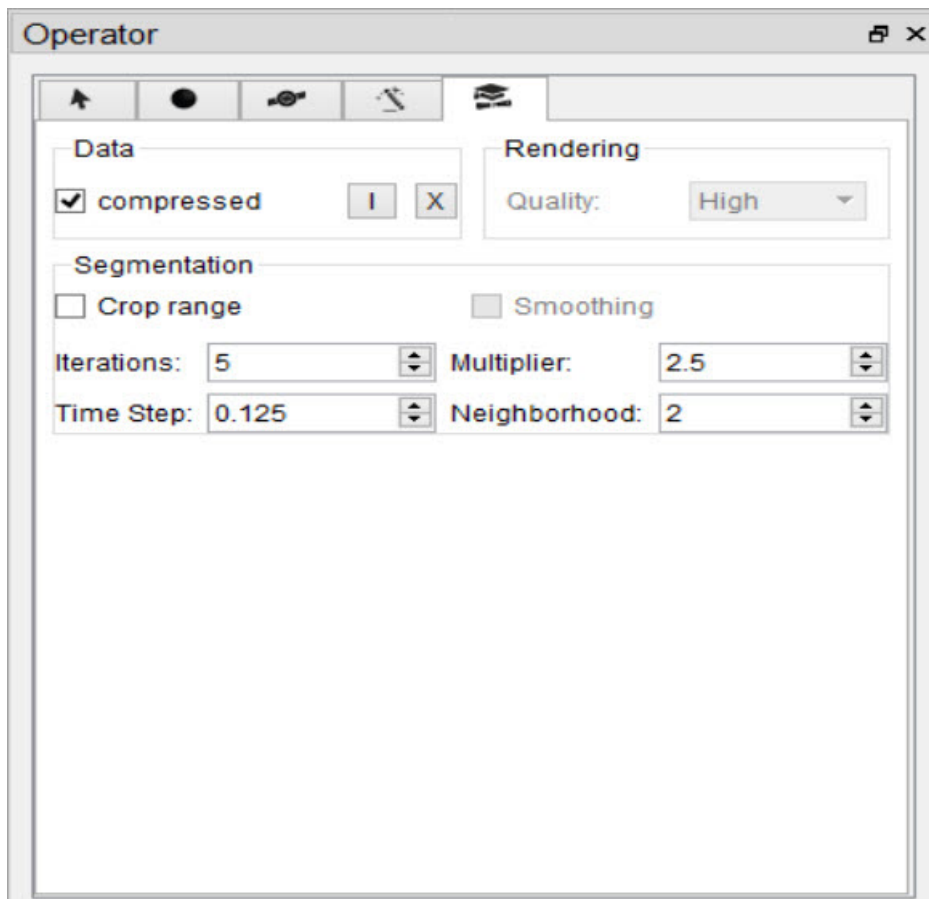 Operator
Data
Rendering
compressed I X Quality: High
Segmentation
Crop range Smoothing
Iterations: 5 Multiplier: 2.5
Time Step: 0.125 Neighborhood: 2